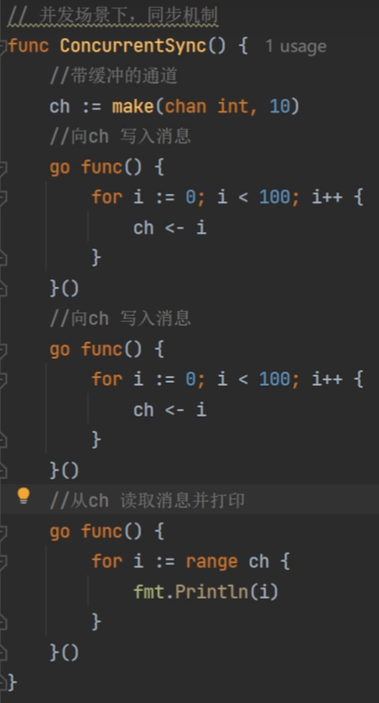 // 并发场景下，同步机制
func ConcurrentSync() { 1 usage
//带缓冲的通道
ch := make(chan int, 10)
//向ch 写入消息
go func() {
for i := 0; i < 100; i++ {
ch <- i
}
}()
//向ch 写入消息
go func() {
for i := 0; i < 100; i++ {
ch <- i
}
}()
//从ch 读取消息并打印
go func() {
for i := range ch {
fmt.Println(i)
}
}()
}